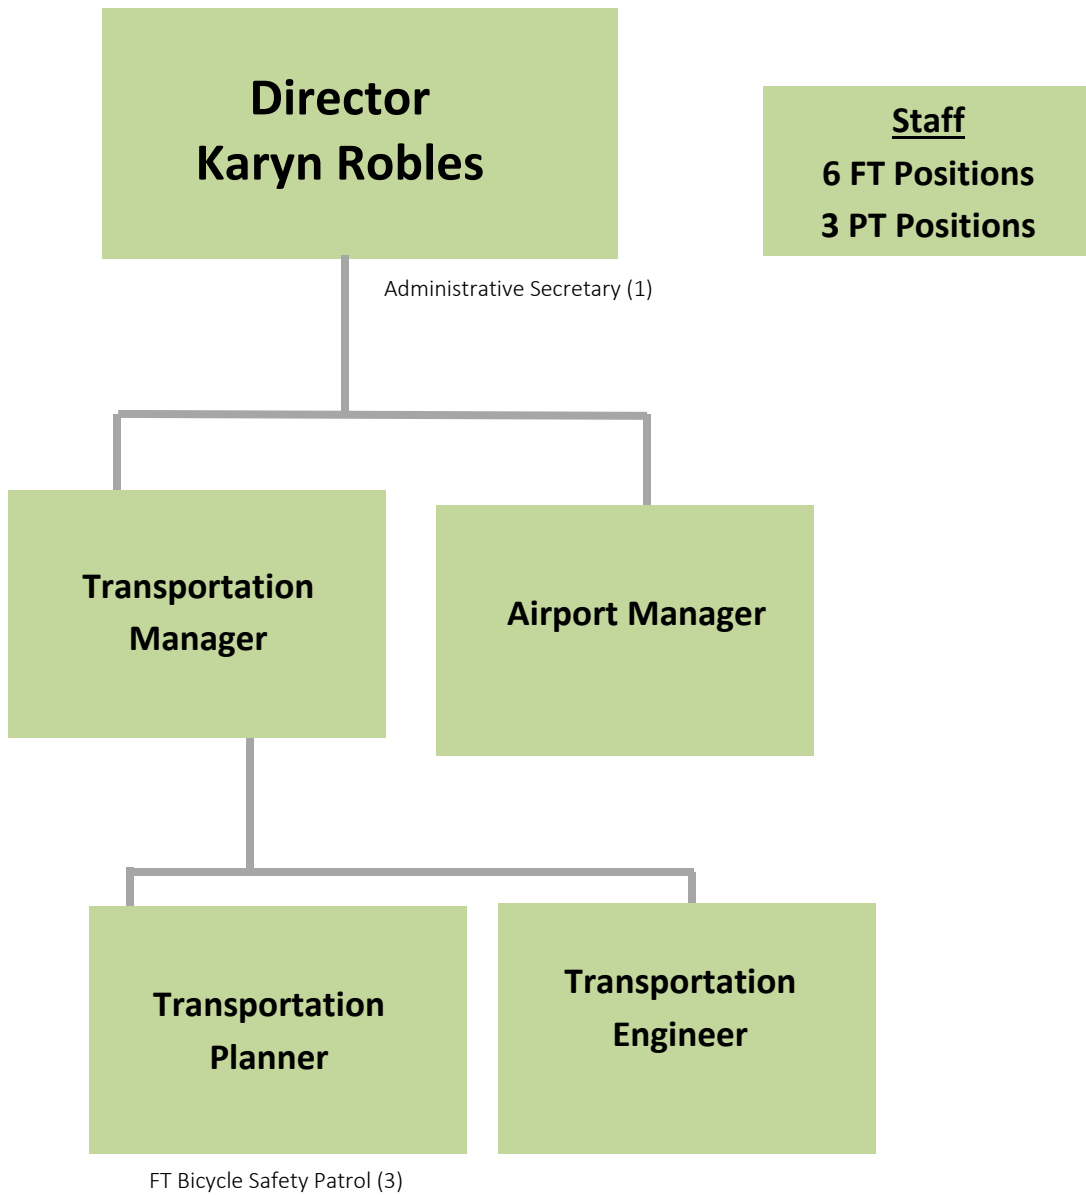 Director
Karyn Robles
Staff
6 FT Positions
3 PT Positions
Administrative Secretary (1)
Transportation
Manager
Airport Manager
Transportation
Planner
Transportation
Engineer
FT Bicycle Safety Patrol (3)